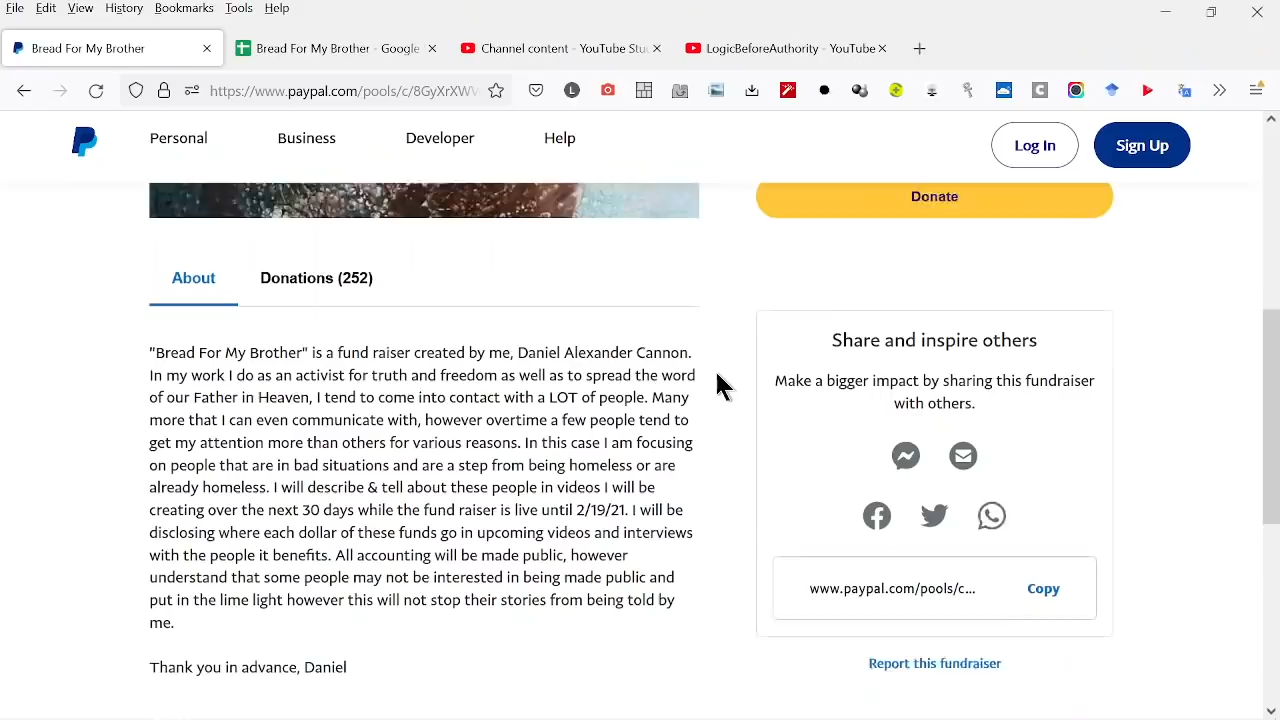 File Edit View History Bookmarks Tools Help
Bread For My Brother
Bread For My Brother - Google
Channel content - YouTube Stu
LogicBeforeAuthority - YouTube
https://www.paypal.com/pools/c/8GyXrXWV
Personal Business Developer Help Log In Sign Up
Donate
About Donations (252)
"Bread For My Brother" is a fund raiser created by me, Daniel Alexander Cannon.
In my work I do as an activist for truth and freedom as well as to spread the word
of our Father in Heaven, I tend to come into contact with a LOT of people. Many
more that I can even communicate with, however overtime a few people tend to
get my attention more than others for various reasons. In this case I am focusing
on people that are in bad situations and are a step from being homeless or are
already homeless. I will describe & tell about these people in videos I will be
creating over the next 30 days while the fund raiser is live until 2/19/21. I will be
disclosing where each dollar of these funds go in upcoming videos and interviews
with the people it benefits. All accounting will be made public, however
understand that some people may not be interested in being made public and
put in the lime light however this will not stop their stories from being told by
me.
Thank you in advance, Daniel
Share and inspire others
Make a bigger impact by sharing this fundraiser
with others.
www.paypal.com/pools/c... Copy
Report this fundraiser